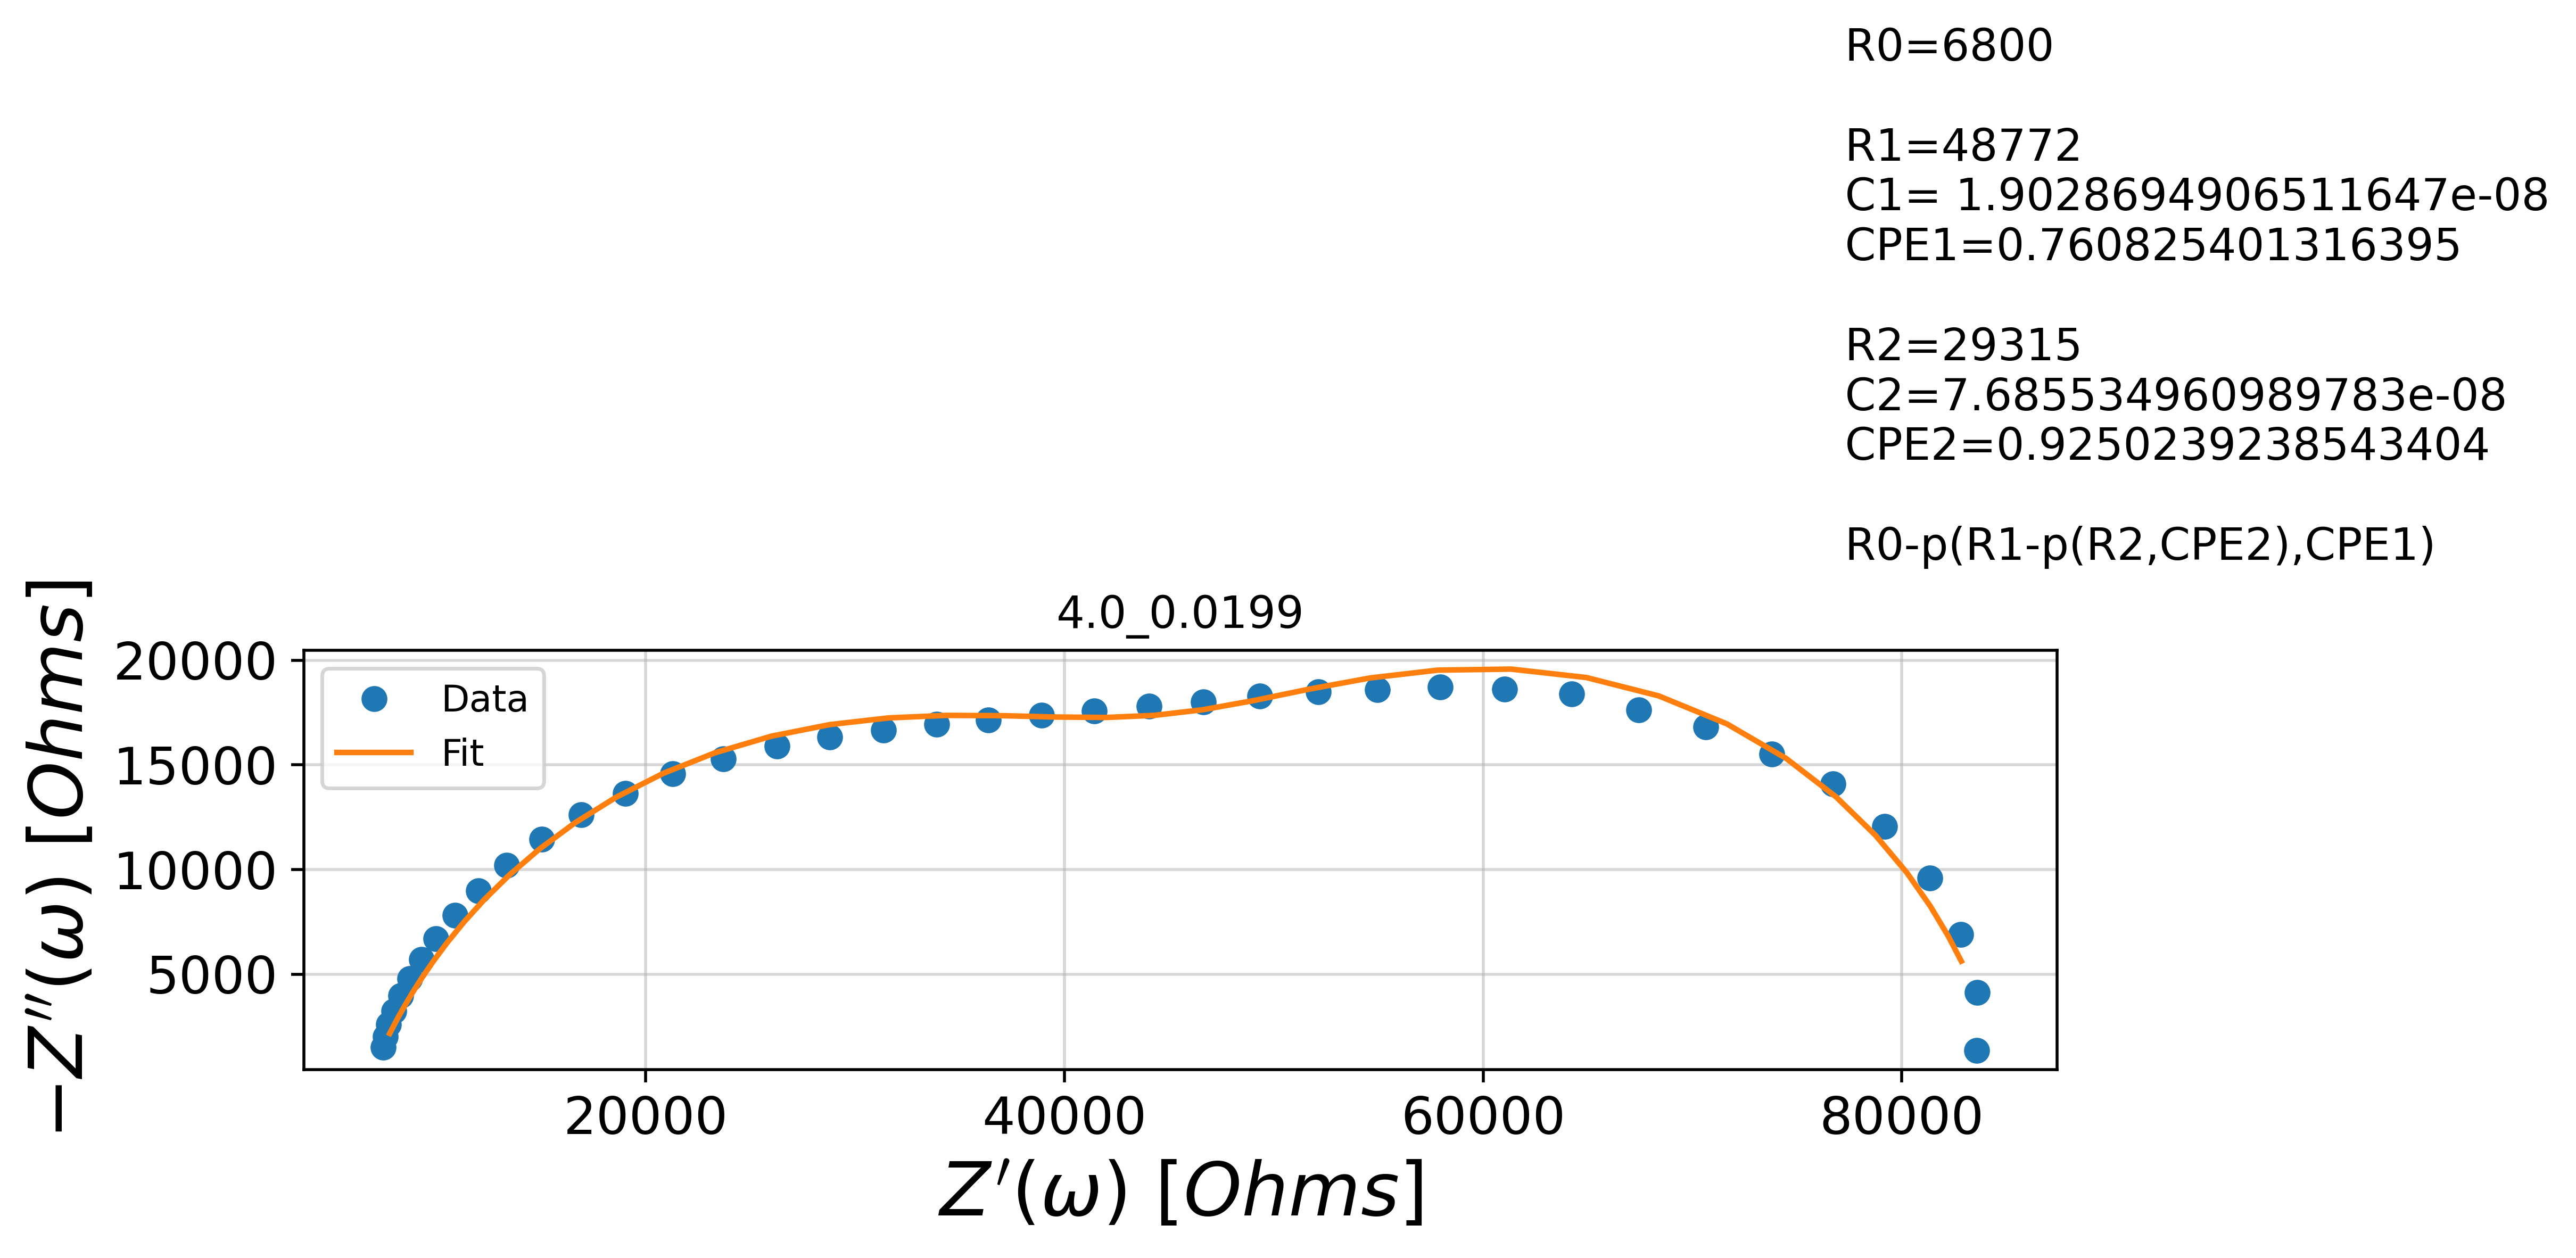 R0=6800
R1=48772
C1= 1.9028694906511647e-08
CPE1=0.760825401316395
R2=29315
C2=7.685534960989783e-08
CPE2=0.9250239238543404
R0-p(R1-p(R2,CPE2),CPE1)
4.0_0.0199
−Z′′(ω) [Ohms]
20000
15000
10000
5000
Data
Fit
20000 40000 60000 80000
Z′(ω) [Ohms]